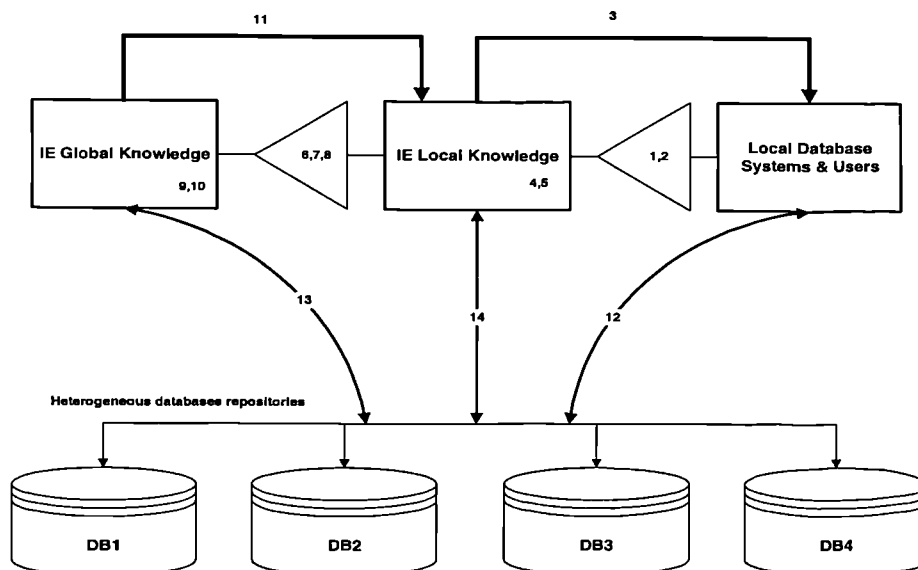 11
3
IE Global Knowledge
9,10
6,7,8
IE Local Knowledge
4,5
1,2
Local Database
Systems & Users
13
14
12
Heterogeneous databases repositories
DB1
DB2
DB3
DB4